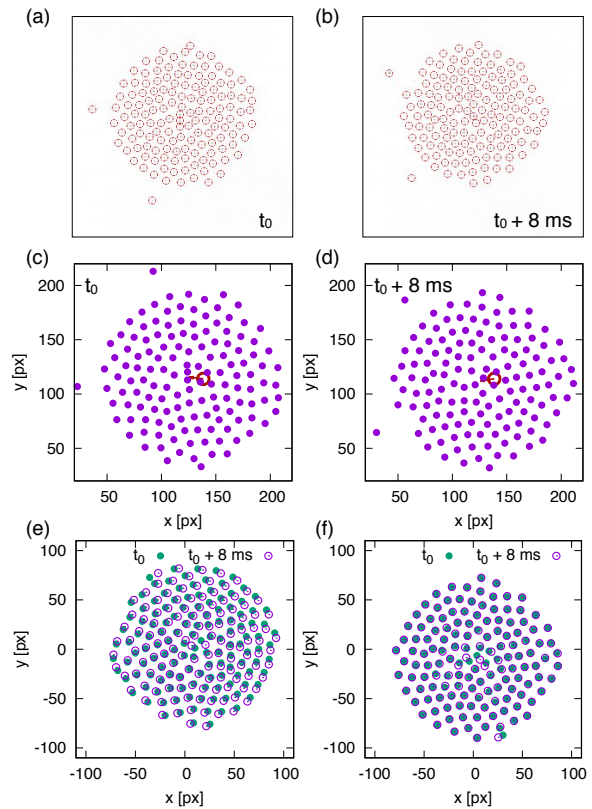 (a) (b)
t0 t0 + 8 ms
(c) (d)
t0 t0 + 8 ms
200 200
150 150
y [px] y [px]
100 100
50 50
50 100 150 200 50 100 150 200
x [px] x [px]
(e) (f)
100 t0 t0 + 8 ms 100 t0 t0 + 8 ms
50 50
y [px] 0 y [px] 0
-50 -50
-100 -100
-100 -50 0 50 100 -100 -50 0 50 100
x [px] x [px]